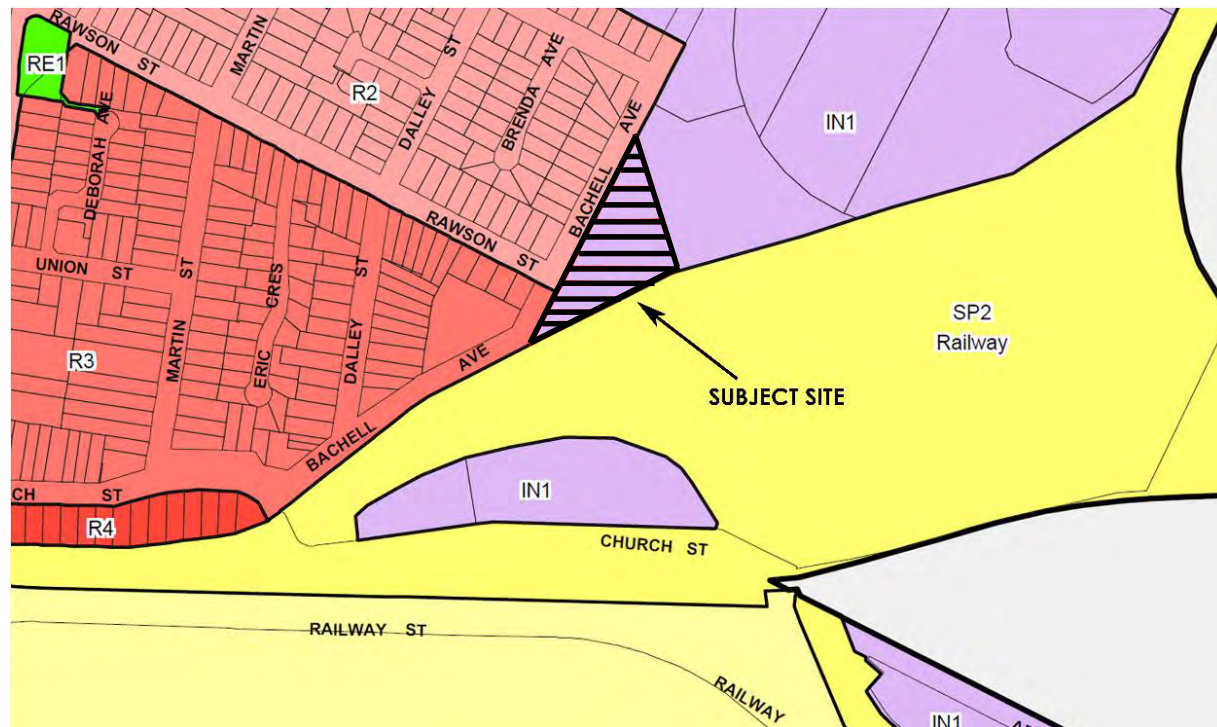 RAWSON ST
MARTIN
ST
RE1
R2
DALLEY
BRENDA AVE
AVE
IN1
DEBORAH AVE
BACHELL
RAWSON ST
UNION ST
ST
CRES
ST
SP2
Railway
R3
MARTIN
ERIC
DALLEY
AVE
SUBJECT SITE
BACHELL
CH ST
IN1
R4
CHURCH ST
RAILWAY ST
RAILWAY
IN1